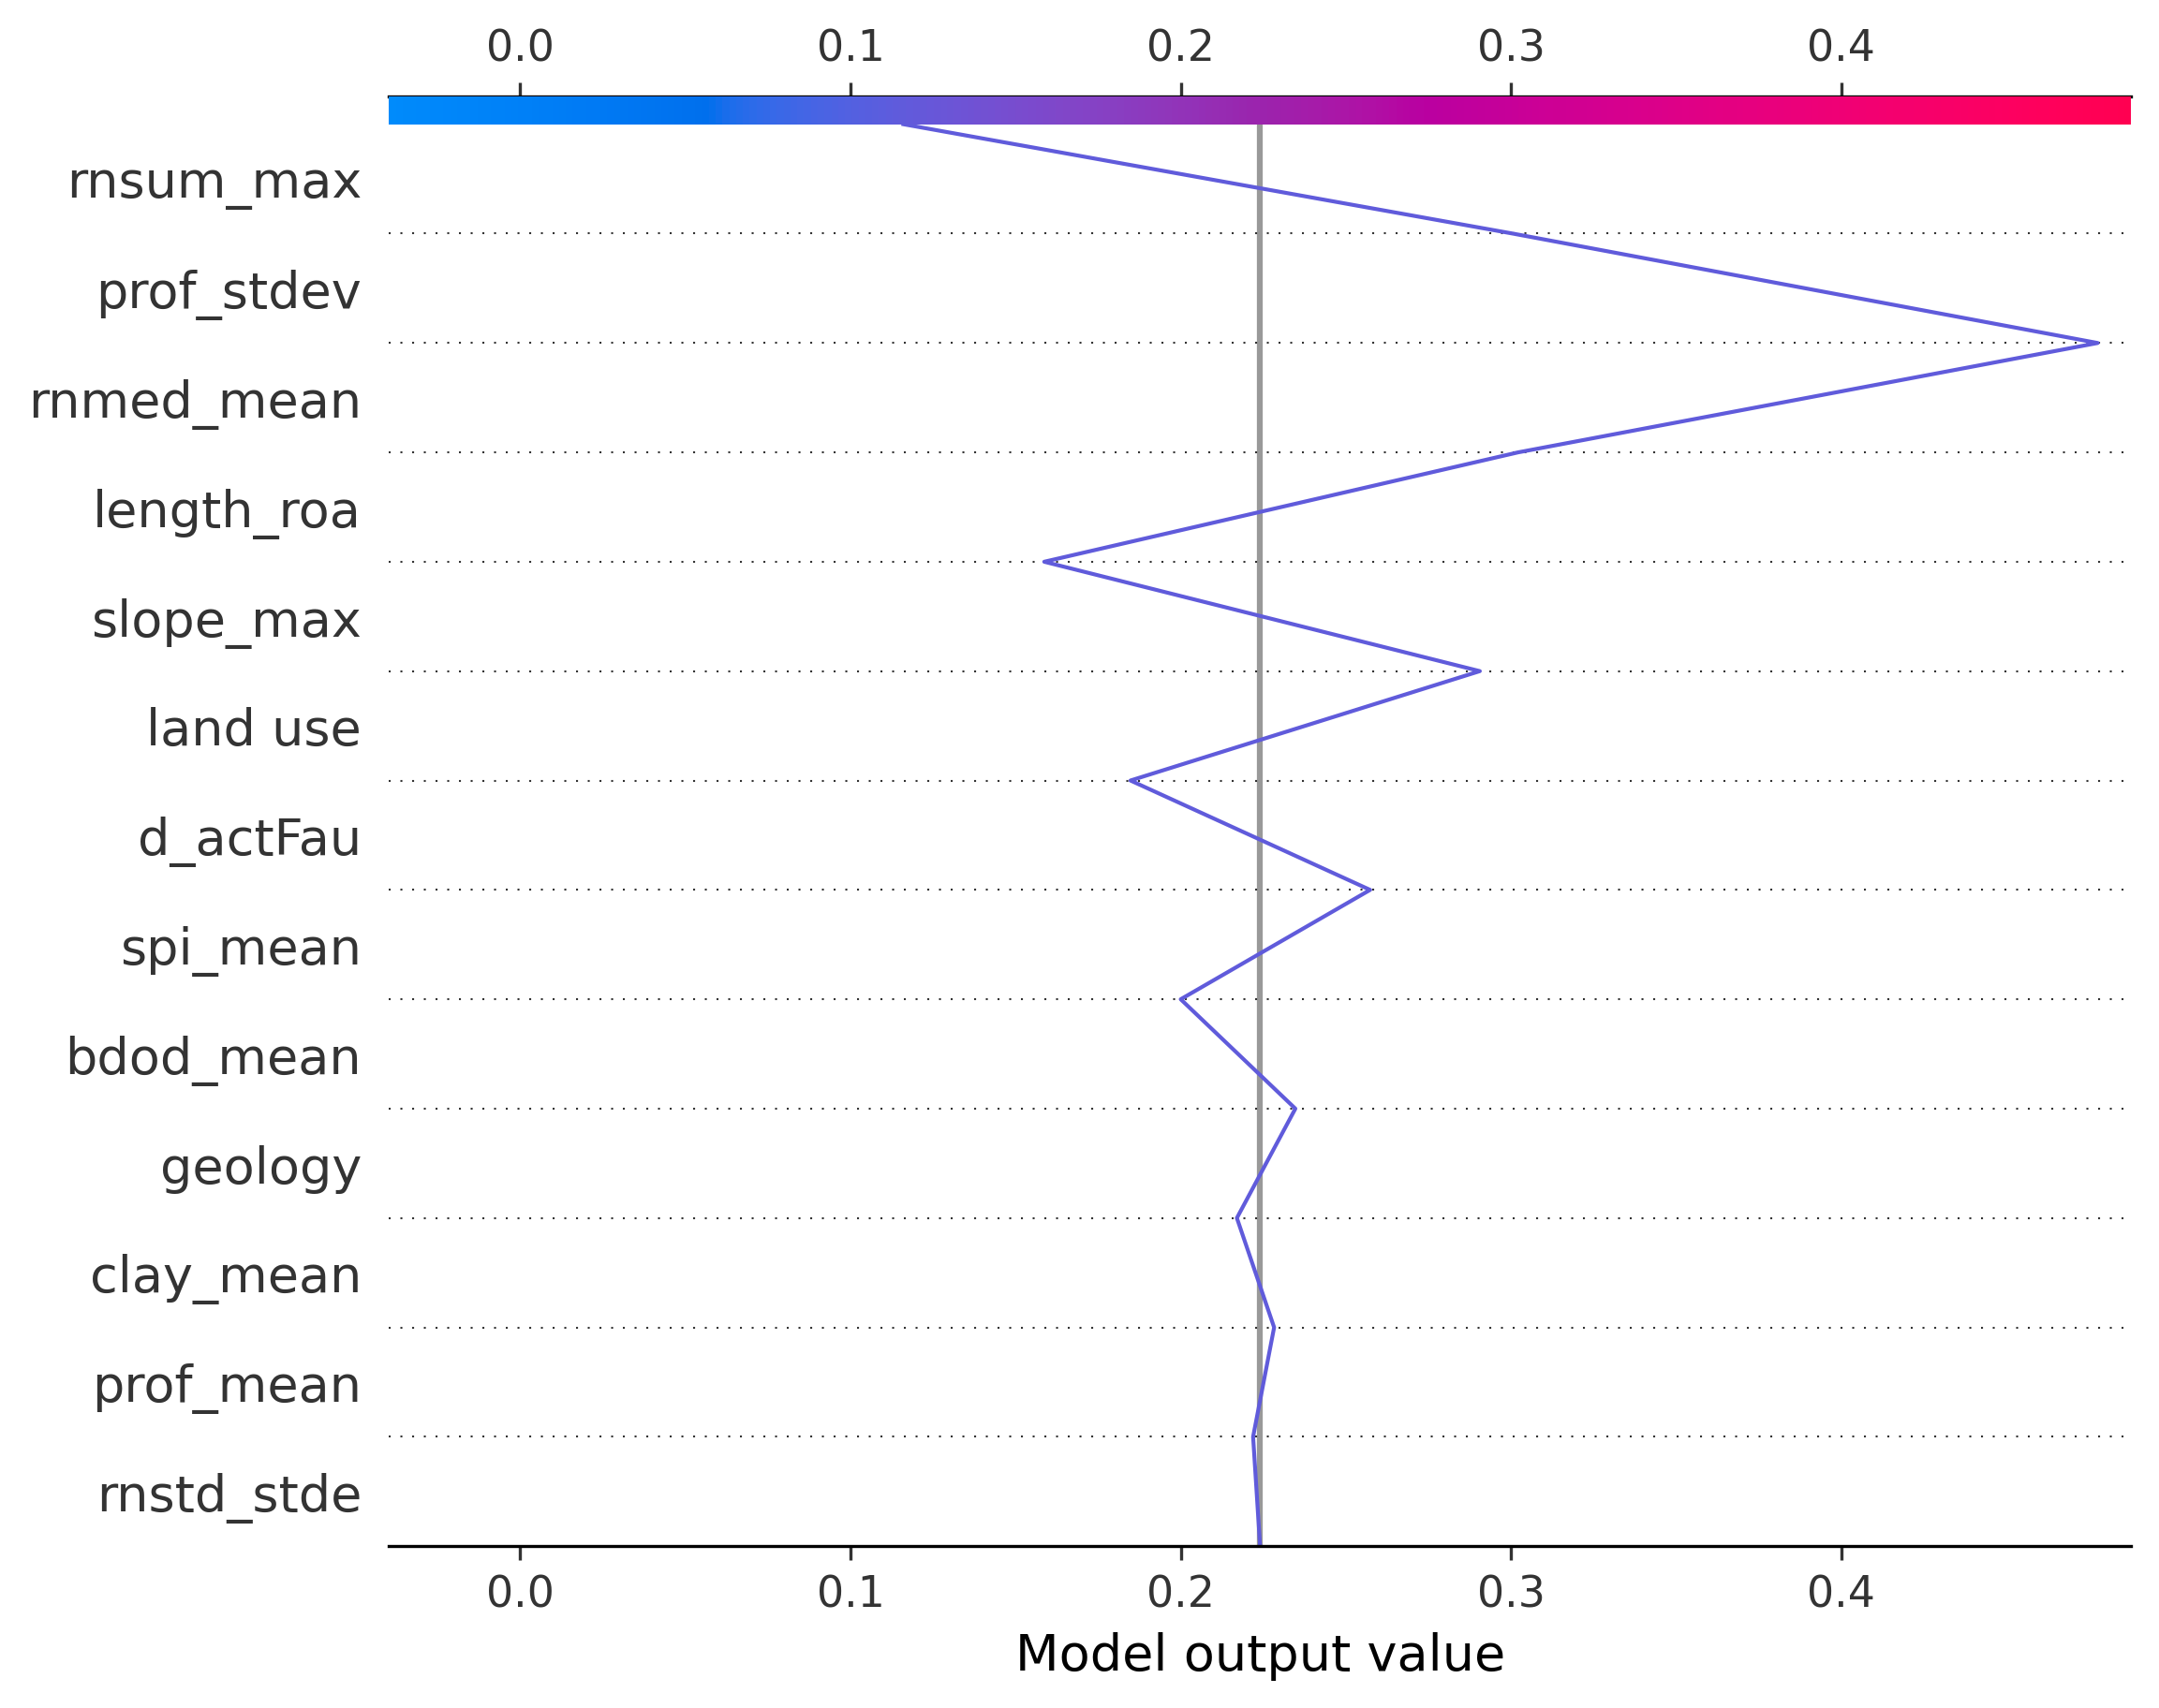 0.0 0.1 0.2 0.3 0.4
rnsum_max
prof_stdev
rnmed_mean
length_roa
slope_max
land use
d_actFau
spi_mean
bdod_mean
geology
clay_mean
prof_mean
rnstd_stde
0.0 0.1 0.2 0.3 0.4
Model output value